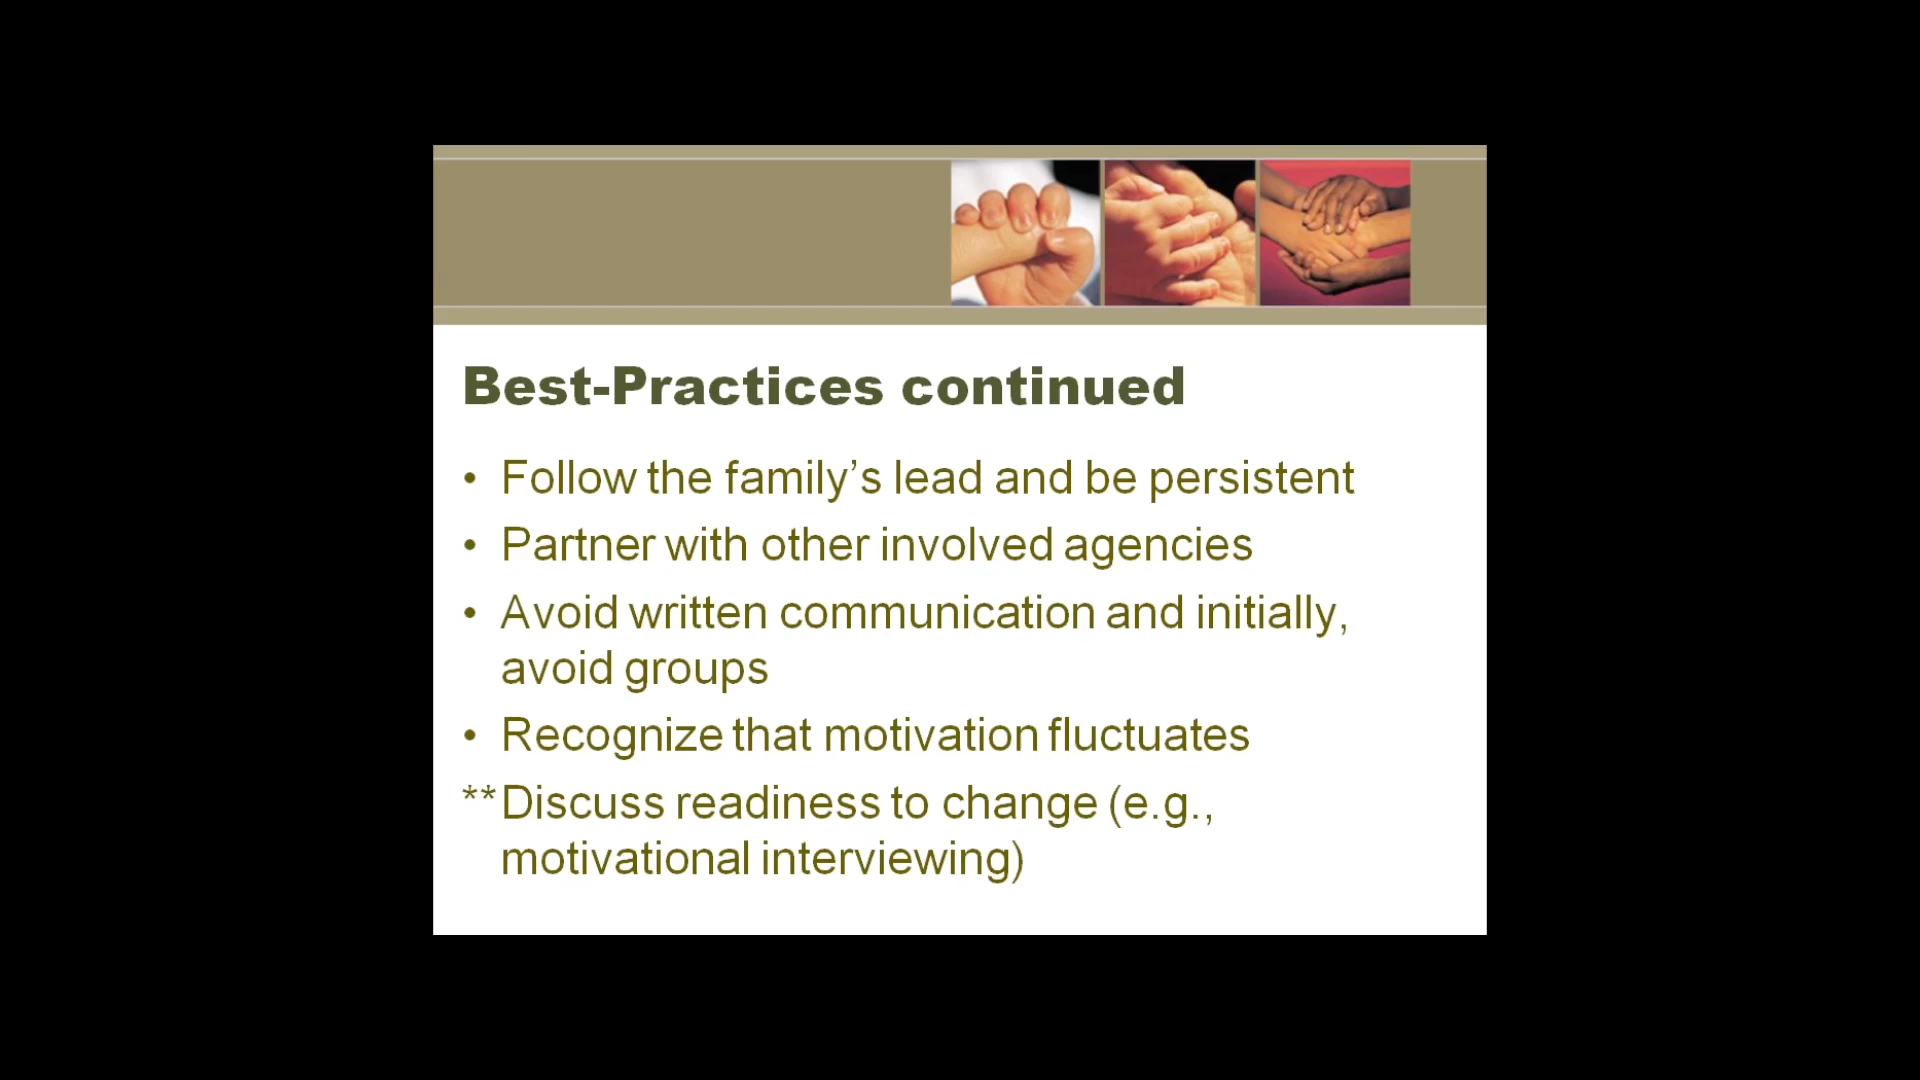 Best-Practices continued
• Follow the family’s lead and be persistent
• Partner with other involved agencies
• Avoid written communication and initially,
avoid groups
• Recognize that motivation fluctuates
**Discuss readiness to change (e.g.,
motivational interviewing)